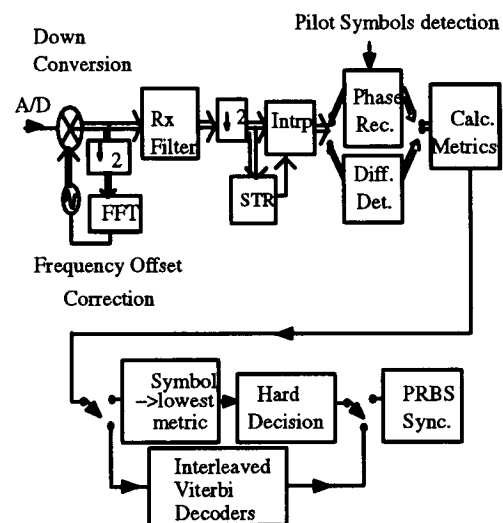 Pilot Symbols detection
Down
Conversion
A/D
Rx
Filter
↓ 2
Intrp
Phase
Rec.
Calc.
Metrics
↓ 2
FFT
STR
Diff.
Det.
Frequency Offset
Correction
Symbol
->lowest
metric
Hard
Decision
PRBS
Sync.
Interleaved
Viterbi
Decoders